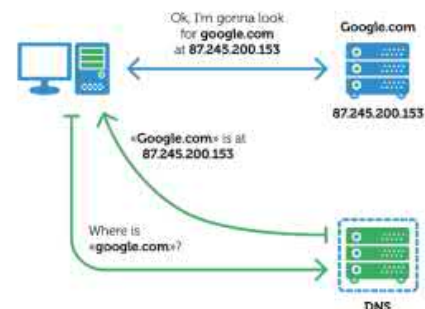 Ok, I'm gonna look
for google.com
at 87.245.200.153
Google.com
87.245.200.153
«Google.com» is at
87.245.200.153
Where is
«google.com»?
DNS